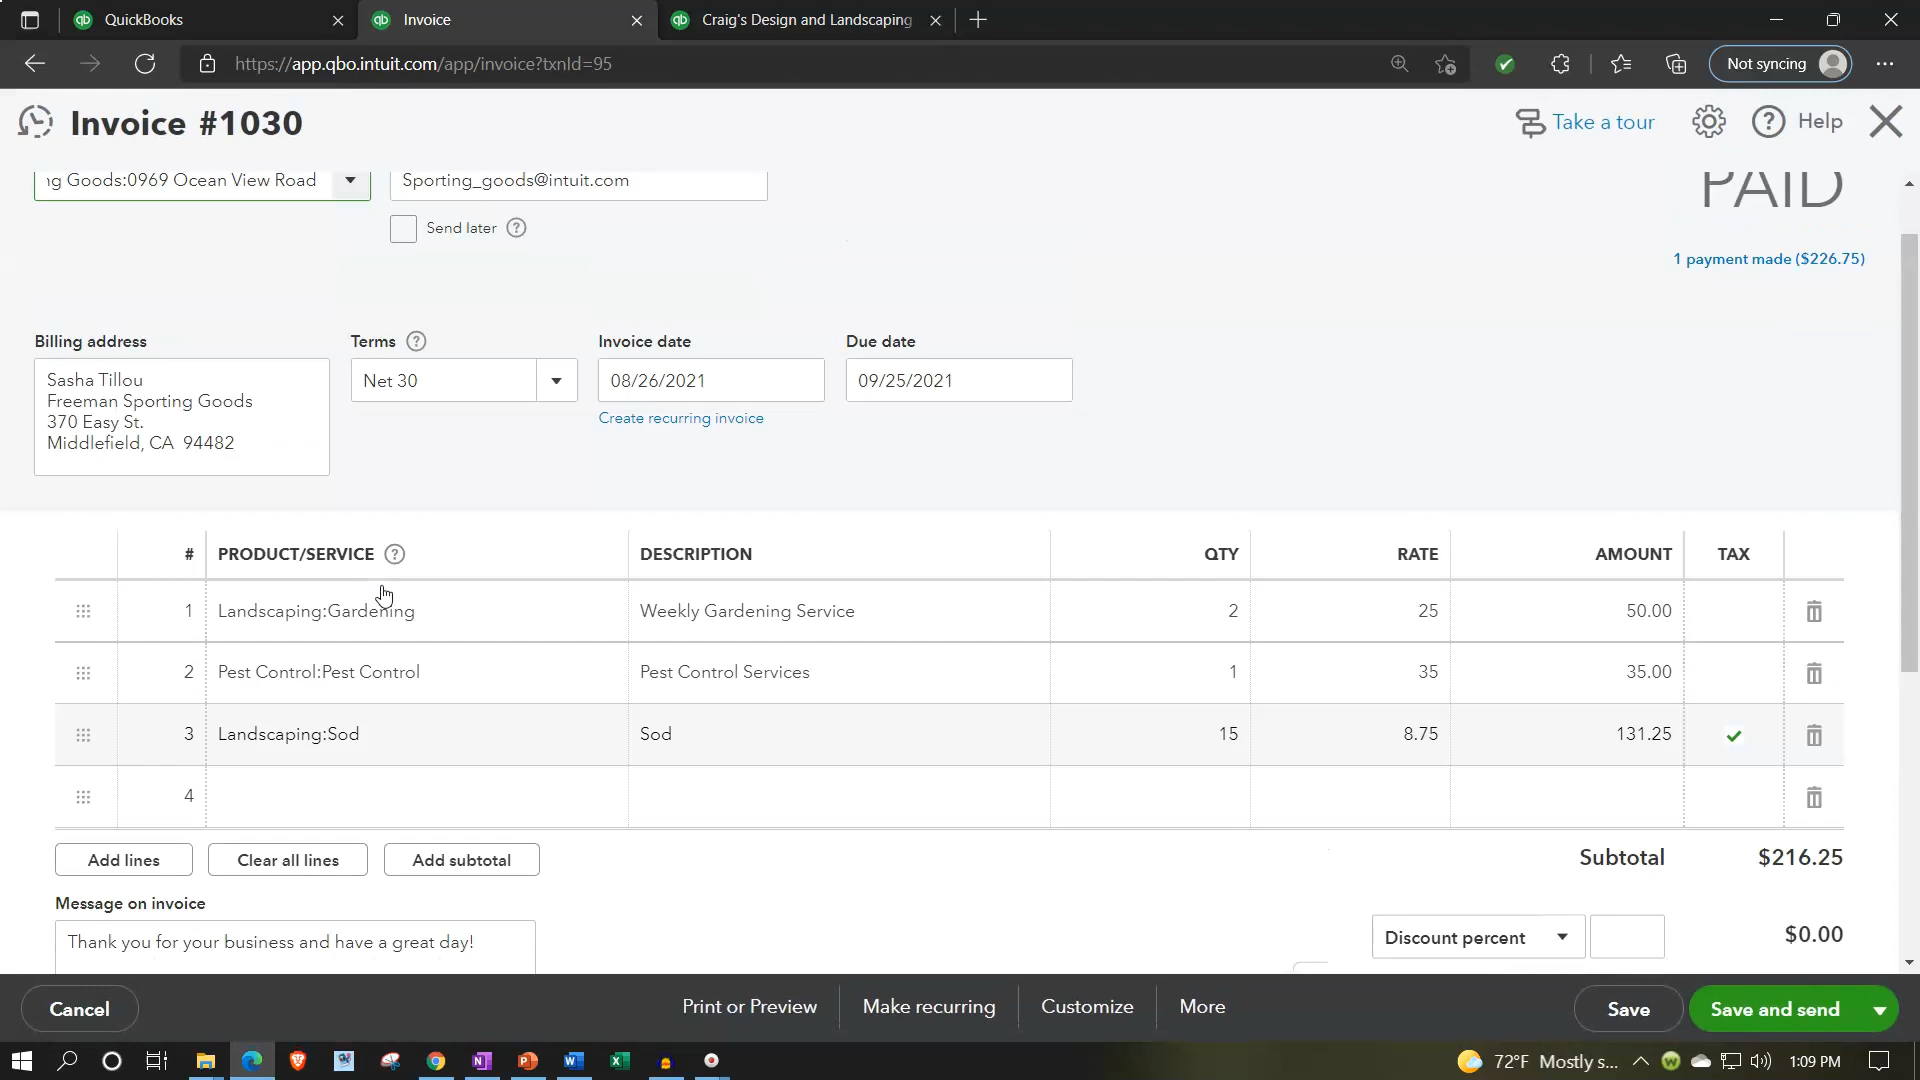 QuickBooks
Invoice
Craig's Design and Landscaping
https://app.qbo.intuit.com/app/invoice?txnId=95
Not syncing
Invoice #1030
Take a tour
Help
ng Goods:0969 Ocean View Road
Sporting_goods@intuit.com
PAID
Send later
1 payment made ($226.75)
Billing address
Terms
Invoice date
Due date
Sasha Tillou
Freeman Sporting Goods
370 Easy St.
Middlefield, CA 94482
Net 30
08/26/2021
09/25/2021
Create recurring invoice
# PRODUCT/SERVICE DESCRIPTION QTY RATE AMOUNT TAX
1 Landscaping:Gardening Weekly Gardening Service 2 25 50.00
2 Pest Control:Pest Control Pest Control Services 1 35 35.00
3 Landscaping:Sod Sod 15 8.75 131.25
4
Add lines
Clear all lines
Add subtotal
Subtotal $216.25
Message on invoice
Thank you for your business and have a great day!
Discount percent
$0.00
Cancel
Print or Preview
Make recurring
Customize
More
Save
Save and send
72°F Mostly s...
1:09 PM